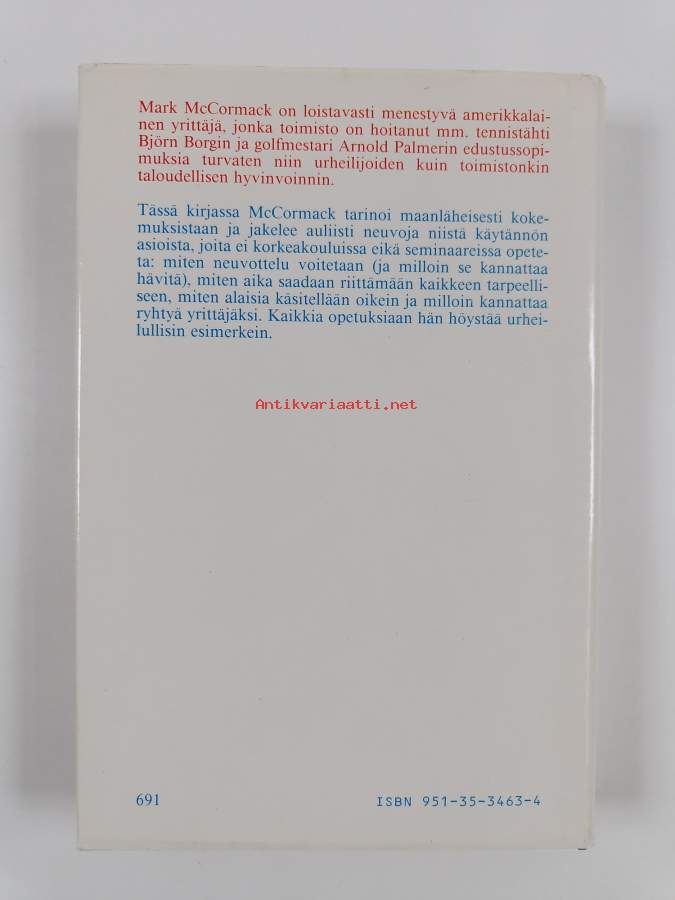 Mark McCormack on loistavasti menestyvä amerikkalai-
nen yrittäjä, jonka toimisto on hoitanut mm. tennistähti
Björn Borgin ja golfmestari Arnold Palmerin edustussopi-
muksia turvaten niin urheilijoiden kuin toimistonkin
taloudellisen hyvinvoinnin.
Tässä kirjassa McCormack tarinoi maanläheisesti koke-
muksistaan ja jakelee auliisti neuvoja niistä käytännön
asioista, joita ei korkeakouluissa eikä seminaareissa opete-
ta: miten neuvottelu voitetaan (ja milloin se kannattaa
hävitä), miten aika saadaan riittämään kaikkeen tarpeelli-
seen, miten alaisia käsitellään oikein ja milloin kannattaa
ryhtyä yrittäjäksi. Kaikkia opetuksiaan hän höystää urhei-
lullisin esimerkein.
Antikvariaatti.net
691
ISBN 951-35-3463-4